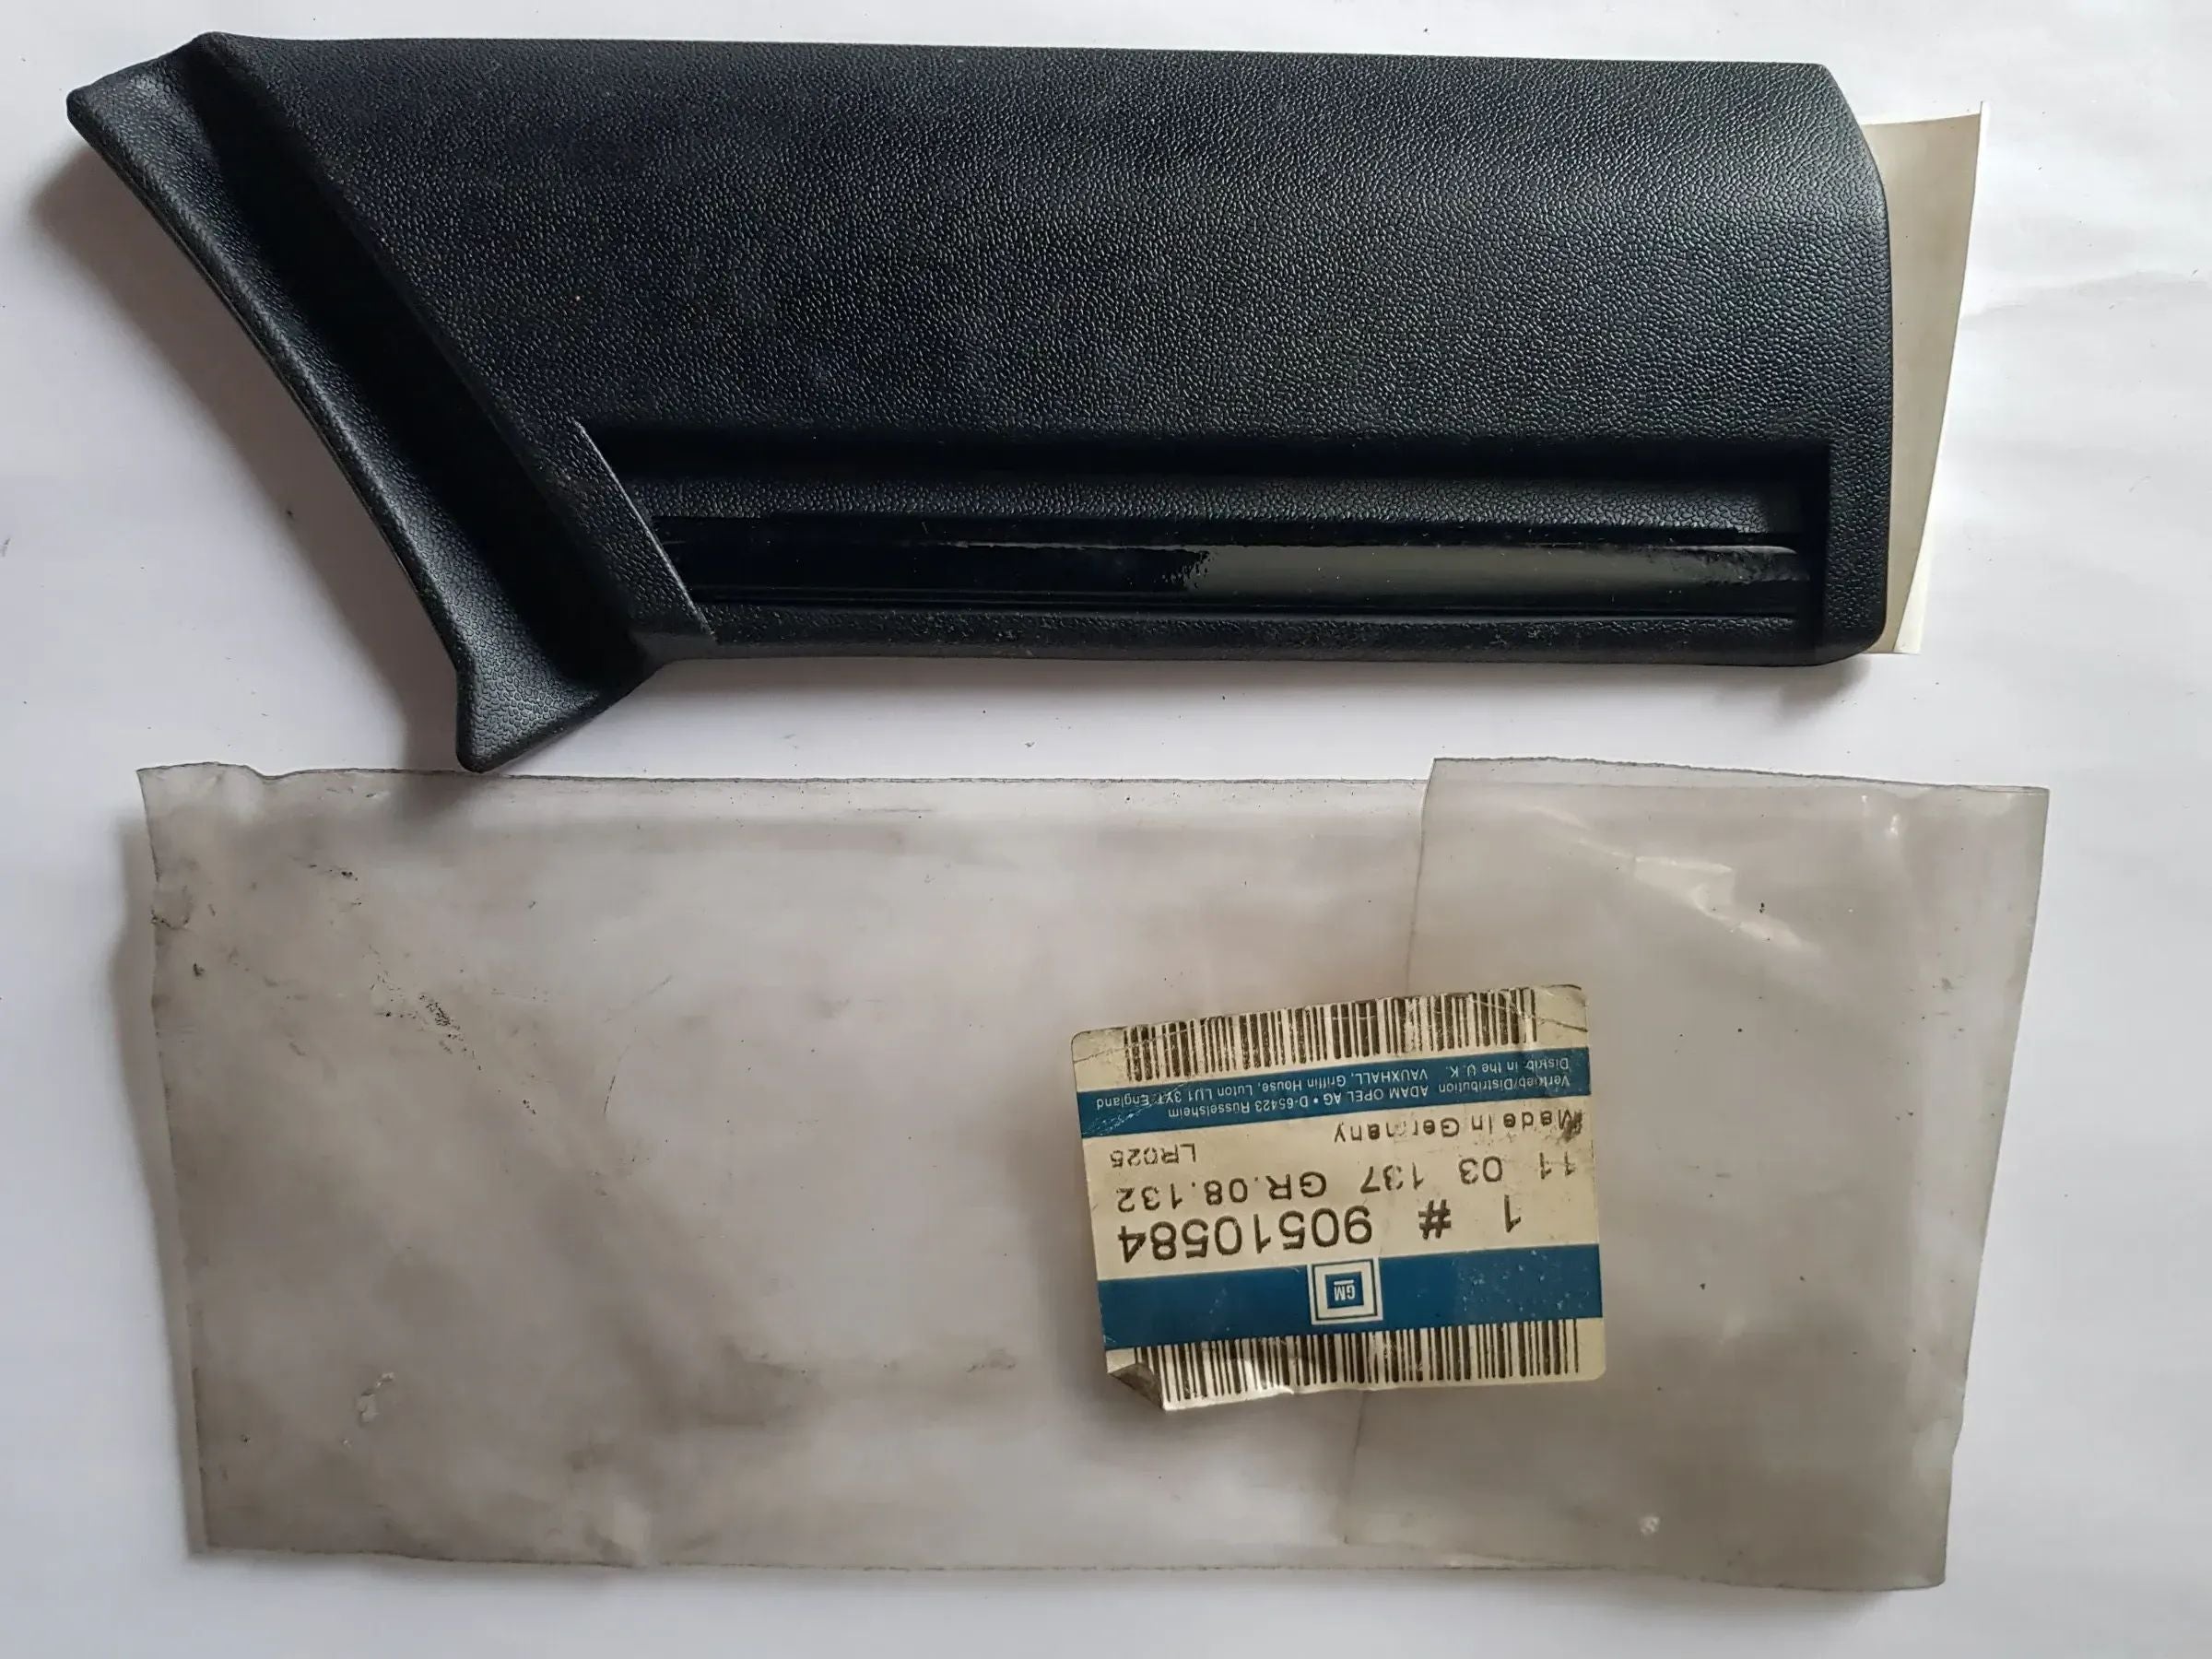 GM
1 # 90510584
11 03 137 GR.08.132
LR025
Made in Germany
Vertrieb/Distribution ADAM OPEL AG • D-65423 Rüsselsheim
Distrib. in the U. K. VAUXHALL, Griffin House, Luton LU1 3YT England